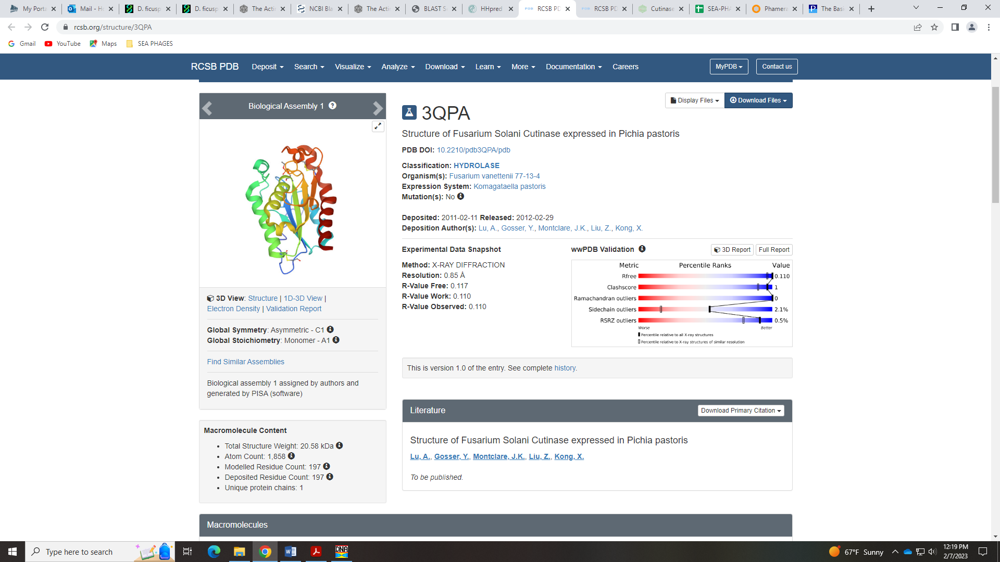 My Porta
Mail - Ho
D. ficusp
D. ficusp
The Actin
NCBI Bla
The Actin
BLAST S
HHpred
RCSB PD
RCSB PD
Cutinase
SEA-PHA
Phamera
The Basi
rcsb.org/structure/3QPA
Gmail YouTube Maps SEA PHAGES
RCSB PDB Deposit Search Visualize Analyze Download Learn More Documentation Careers MyPDB Contact us
Biological Assembly 1
Display Files Download Files
3QPA
Structure of Fusarium Solani Cutinase expressed in Pichia pastoris
PDB DOI: 10.2210/pdb3QPA/pdb
Classification: HYDROLASE
Organism(s): Fusarium vanettenii 77-13-4
Expression System: Komagataella pastoris
Mutation(s): No
Deposited: 2011-02-11 Released: 2012-02-29
Deposition Author(s): Lu, A., Gosser, Y., Montclare, J.K., Liu, Z., Kong, X.
Experimental Data Snapshot
Method: X-RAY DIFFRACTION
Resolution: 0.85 Å
R-Value Free: 0.117
R-Value Work: 0.110
R-Value Observed: 0.110
wwPDB Validation 3D Report Full Report
Metric Percentile Ranks Value
Rfree 0.110
Clashscore 1
Ramachandran outliers 0
Sidechain outliers 2.1%
RSRZ outliers 0.5%
Worse Better
Percentile relative to all X-ray structures
Percentile relative to X-ray structures of similar resolution
3D View: Structure | 1D-3D View |
Electron Density | Validation Report
Global Symmetry: Asymmetric - C1
Global Stoichiometry: Monomer - A1
Find Similar Assemblies
Biological assembly 1 assigned by authors and
generated by PISA (software)
This is version 1.0 of the entry. See complete history.
Literature Download Primary Citation
Structure of Fusarium Solani Cutinase expressed in Pichia pastoris
Lu, A., Gosser, Y., Montclare, J.K., Liu, Z., Kong, X.
To be published.
Macromolecule Content
• Total Structure Weight: 20.58 kDa
• Atom Count: 1,858
• Modelled Residue Count: 197
• Deposited Residue Count: 197
• Unique protein chains: 1
Macromolecules
Type here to search
DNA
67°F Sunny
12:19 PM
2/7/2023